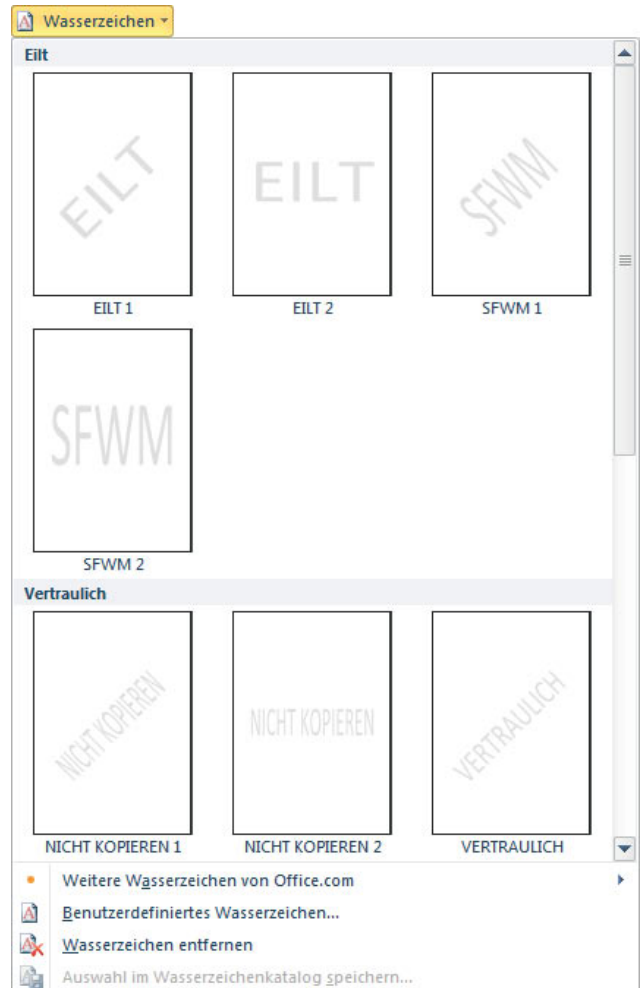 Wasserzeichen
Eilt
EILT EILT SFWM
EILT 1 EILT 2 SFWM 1
SFWM
SFWM 2
Vertraulich
NICHT KOPIEREN NICHT KOPIEREN VERTRAULICH
NICHT KOPIEREN 1 NICHT KOPIEREN 2 VERTRAULICH
Weitere Wasserzeichen von Office.com
Benutzerdefiniertes Wasserzeichen...
Wasserzeichen entfernen
Auswahl im Wasserzeichenkatalog speichern...